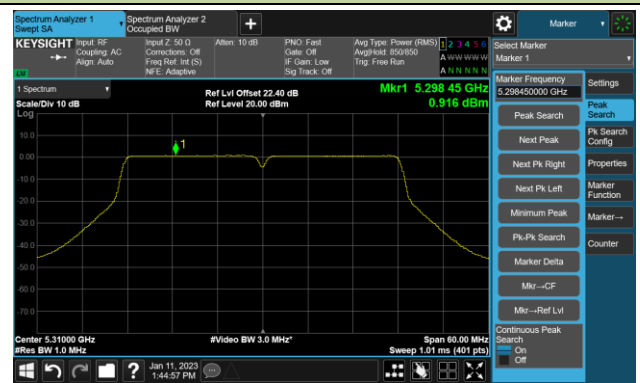 Spectrum Analyzer 1
Swept SA
Spectrum Analyzer 2
Occupied BW
+
Marker
KEYSIGHT
Input: RF
Coupling: AC
Align: Auto
Input Z: 50 Ω
Corrections: Off
Freq Ref: Int (S)
NFE: Adaptive
Atten: 10 dB
PNO: Fast
Gate: Off
IF Gain: Low
Sig Track: Off
Avg Type: Power (RMS)
Avg|Hold: 850/850
Trig: Free Run
1 2 3 4 5 6
A W W W W W
A N N N N N
LNI
1 Spectrum
Scale/Div 10 dB
Log
Ref Lvl Offset 22.40 dB
Ref Level 20.00 dBm
Mkr1 5.298 45 GHz
0.916 dBm
1
10.0
0.00
-10.0
-20.0
-30.0
-40.0
-50.0
-60.0
-70.0
Center 5.31000 GHz
#Res BW 1.0 MHz
#Video BW 3.0 MHz*
Span 60.00 MHz
Sweep 1.01 ms (401 pts)
Select Marker
Marker 1
Marker Frequency
5.298450000 GHz
Peak Search
Next Peak
Next Pk Right
Next Pk Left
Minimum Peak
Pk-Pk Search
Marker Delta
Mkr→CF
Mkr→Ref Lvl
Continuous Peak
Search
On
Off
Settings
Peak
Search
Pk Search
Config
Properties
Marker
Function
Marker→
Counter
?
Jan 11, 2023
1:44:57 PM